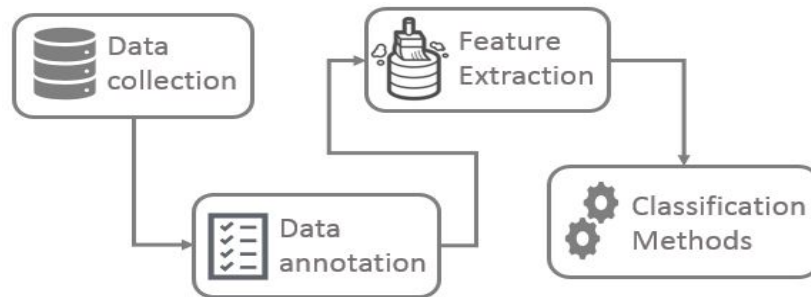 Data
collection
Feature
Extraction
Data
annotation
Classification
Methods